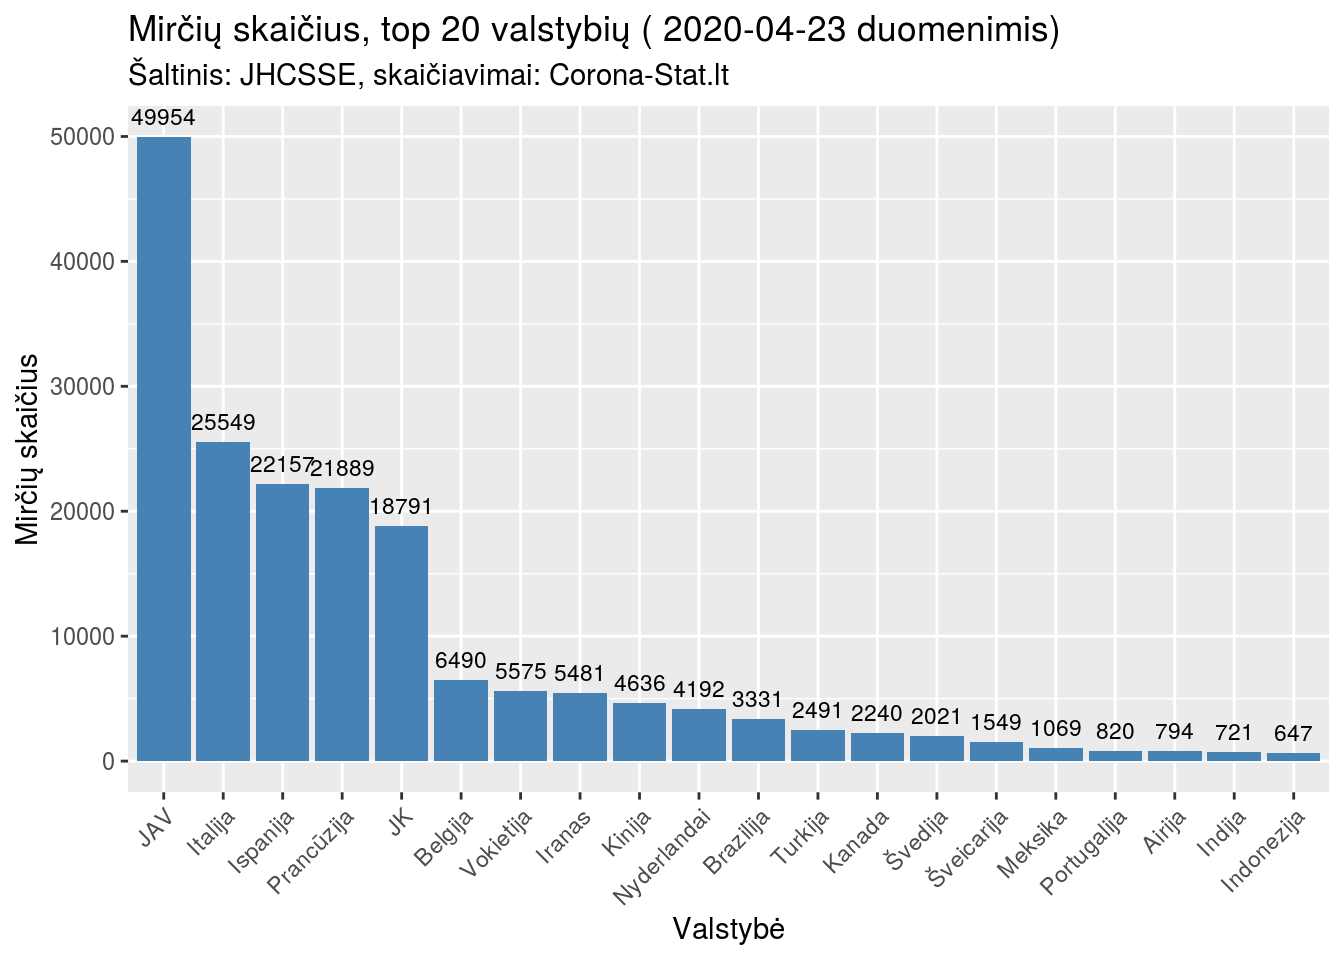 Mirčių skaičius, top 20 valstybių ( 2020-04-23 duomenimis)
Šaltinis: JHCSSE, skaičiavimai: Corona-Stat.lt
Mirčių skaičius
50000
40000
30000
20000
10000
0
49954
25549
22157
21889
18791
6490
5575
5481
4636
4192
3331
2491
2240
2021
1549
1069
820
794
721
647
JAV
Italija
Ispanija
Prancūzija
JK
Belgija
Vokietija
Iranas
Kinija
Nyderlandai
Brazilija
Turkija
Kanada
Švedija
Šveicarija
Meksika
Portugalija
Airija
Indija
Indonezija
Valstybė